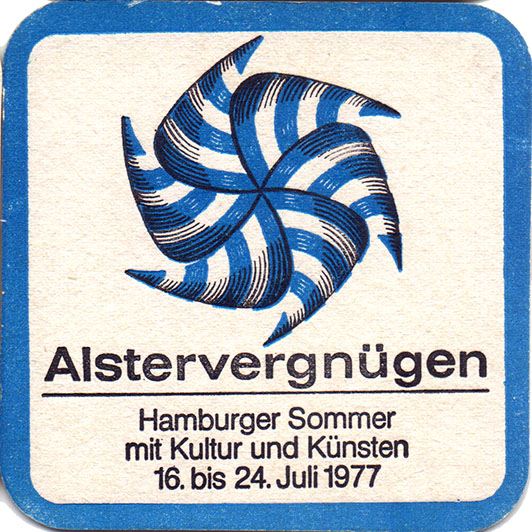 Alstervergnügen
Hamburger Sommer
mit Kultur und Künsten
16. bis 24. Juli 1977